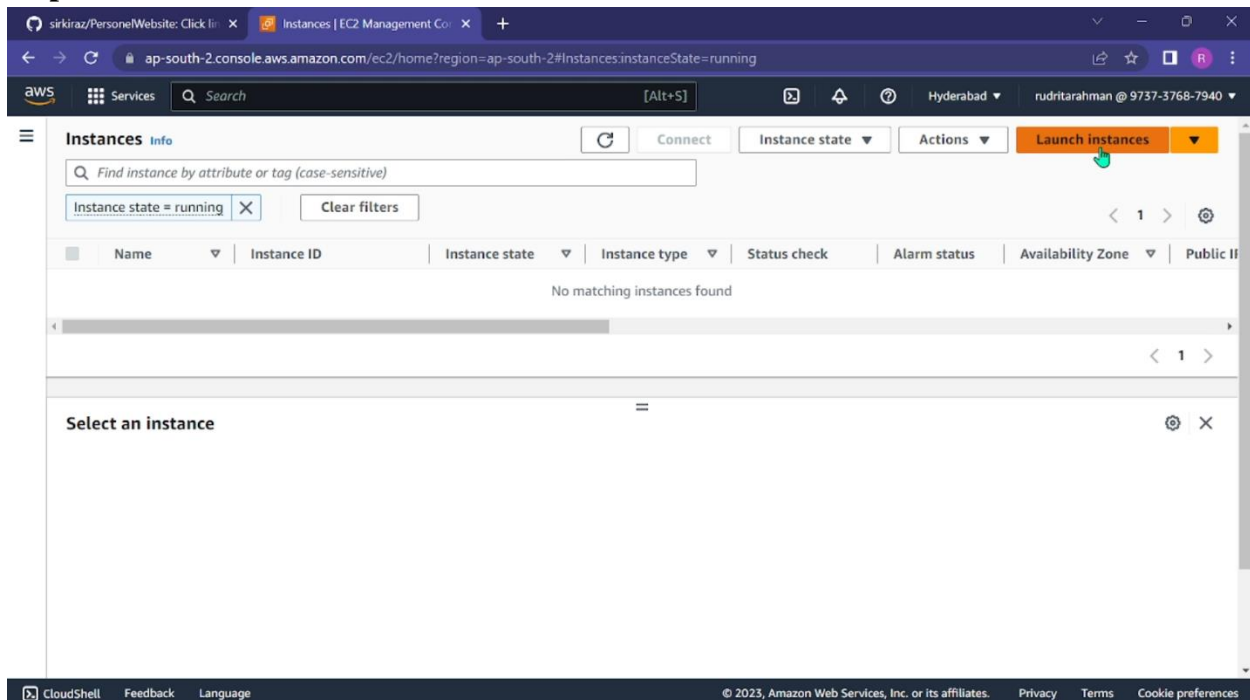 sirkiraz/PersonelWebsite: Click lin
Instances | EC2 Management Con
ap-south-2.console.aws.amazon.com/ec2/home?region=ap-south-2#Instances:instanceState=running
R
aws Services Search [Alt+S] Hyderabad rudritarahman @ 9737-3768-7940
Instances Info Connect Instance state Actions Launch instances
Find instance by attribute or tag (case-sensitive)
Instance state = running Clear filters
1
Name Instance ID Instance state Instance type Status check Alarm status Availability Zone Public IP
No matching instances found
1
Select an instance
CloudShell Feedback Language © 2023, Amazon Web Services, Inc. or its affiliates. Privacy Terms Cookie preferences